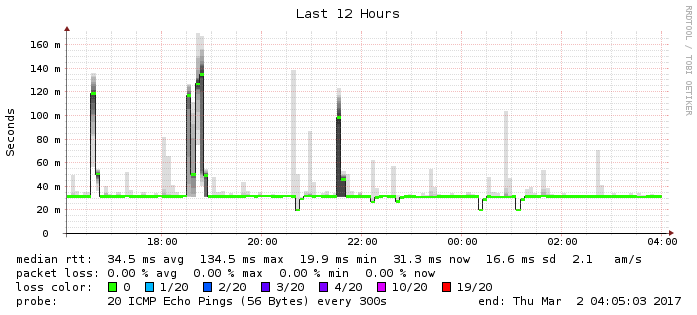 Last 12 Hours
RRDTOOL / TOBI OETIKER
Seconds
160 m
140 m
120 m
100 m
80 m
60 m
40 m
20 m
0
18:00 20:00 22:00 00:00 02:00 04:00
median rtt: 34.5 ms avg 134.5 ms max 19.9 ms min 31.3 ms now 16.6 ms sd 2.1 am/s
packet loss: 0.00 % avg 0.00 % max 0.00 % min 0.00 % now
loss color: 0 1/20 2/20 3/20 4/20 10/20 19/20
probe: 20 ICMP Echo Pings (56 Bytes) every 300s end: Thu Mar 2 04:05:03 2017